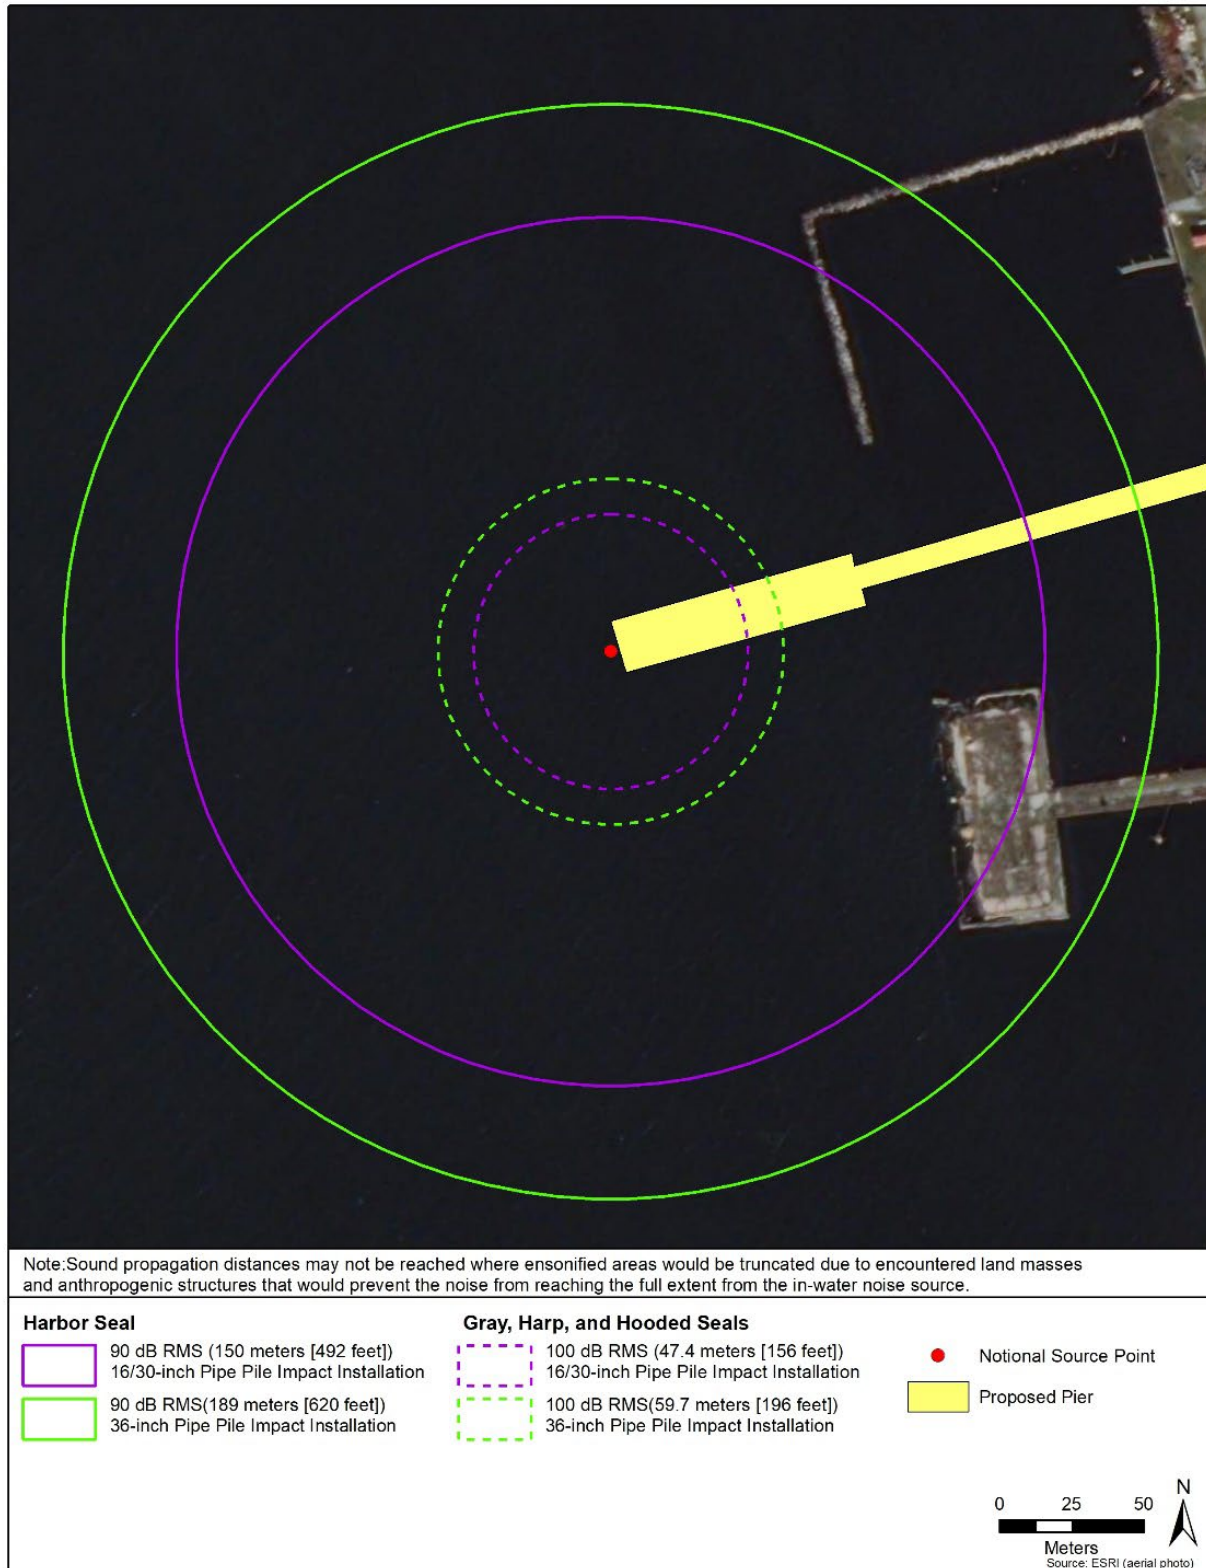 Note:Sound propagation distances may not be reached where ensonified areas would be truncated due to encountered land masses
and anthropogenic structures that would prevent the noise from reaching the full extent from the in-water noise source.
Harbor Seal
90 dB RMS (150 meters [492 feet])
16/30-inch Pipe Pile Impact Installation
90 dB RMS(189 meters [620 feet])
36-inch Pipe Pile Impact Installation
Gray, Harp, and Hooded Seals
100 dB RMS (47.4 meters [156 feet])
16/30-inch Pipe Pile Impact Installation
100 dB RMS(59.7 meters [196 feet])
36-inch Pipe Pile Impact Installation
Notional Source Point
Proposed Pier
N
0 25 50
Meters
Source: ESRI (aerial photo)